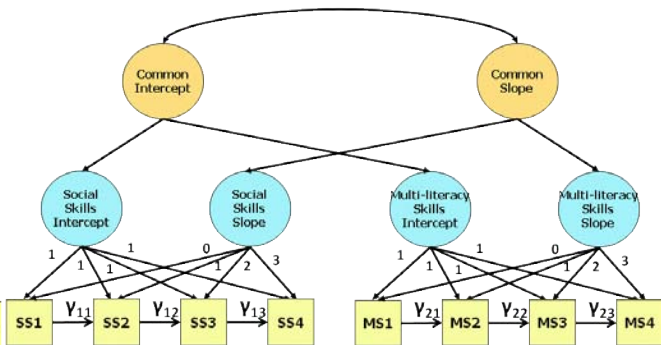 Common
Intercept
Common
Slope
Social
Skills
Intercept
Social
Skills
Slope
Multi-literacy
Skills
Intercept
Multi-literacy
Skills
Slope
1
1
1
1
0
1
2
3
1
1
1
1
0
1
2
3
SS1
γ11
SS2
γ12
SS3
γ13
SS4
MS1
γ21
MS2
γ22
MS3
γ23
MS4